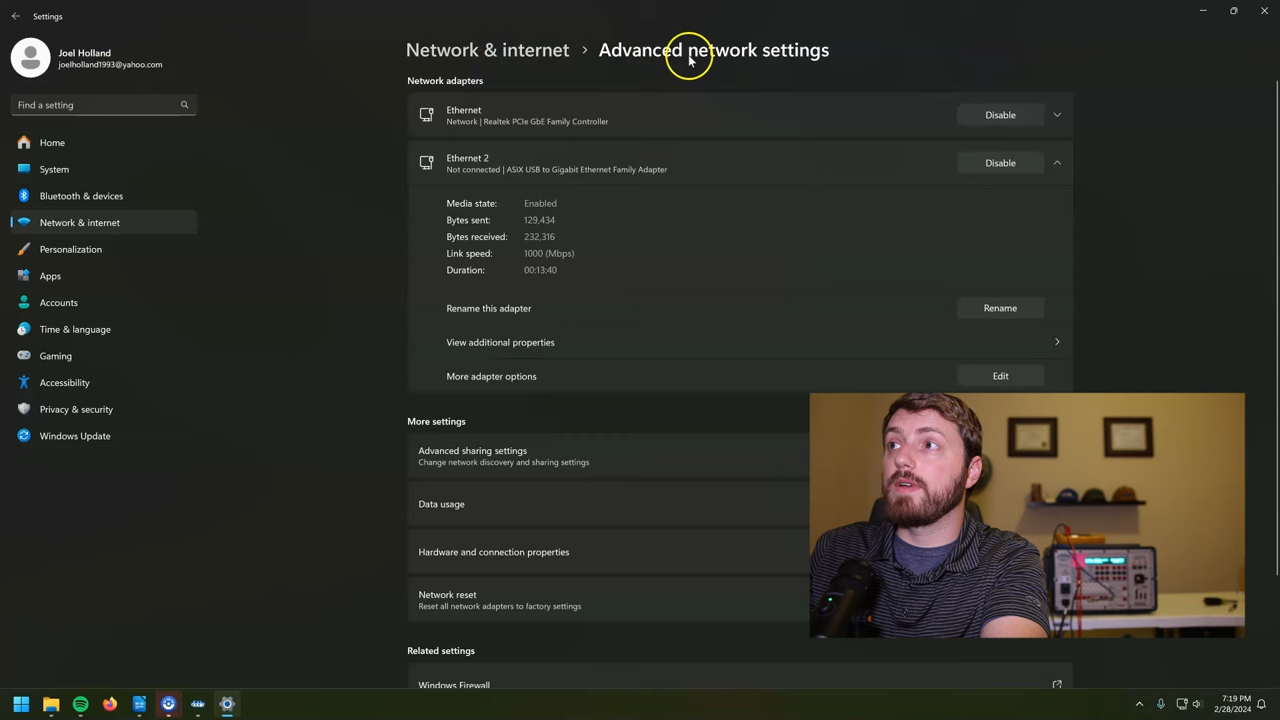 Settings
Joel Holland
joelholland1993@yahoo.com
Find a setting
Home
System
Bluetooth & devices
Network & internet
Personalization
Apps
Accounts
Time & language
Gaming
Accessibility
Privacy & security
Windows Update
Network & internet > Advanced network settings
Network adapters
Ethernet
Network | Realtek PCIe GbE Family Controller
Disable
Ethernet 2
Not connected | ASIX USB to Gigabit Ethernet Family Adapter
Disable
Media state: Enabled
Bytes sent: 129,434
Bytes received: 232,316
Link speed: 1000 (Mbps)
Duration: 00:13:40
Rename this adapter Rename
View additional properties
More adapter options Edit
More settings
Advanced sharing settings
Change network discovery and sharing settings
Data usage
Hardware and connection properties
Network reset
Reset all network adapters to factory settings
Related settings
Windows Firewall
7:19 PM
2/28/2024